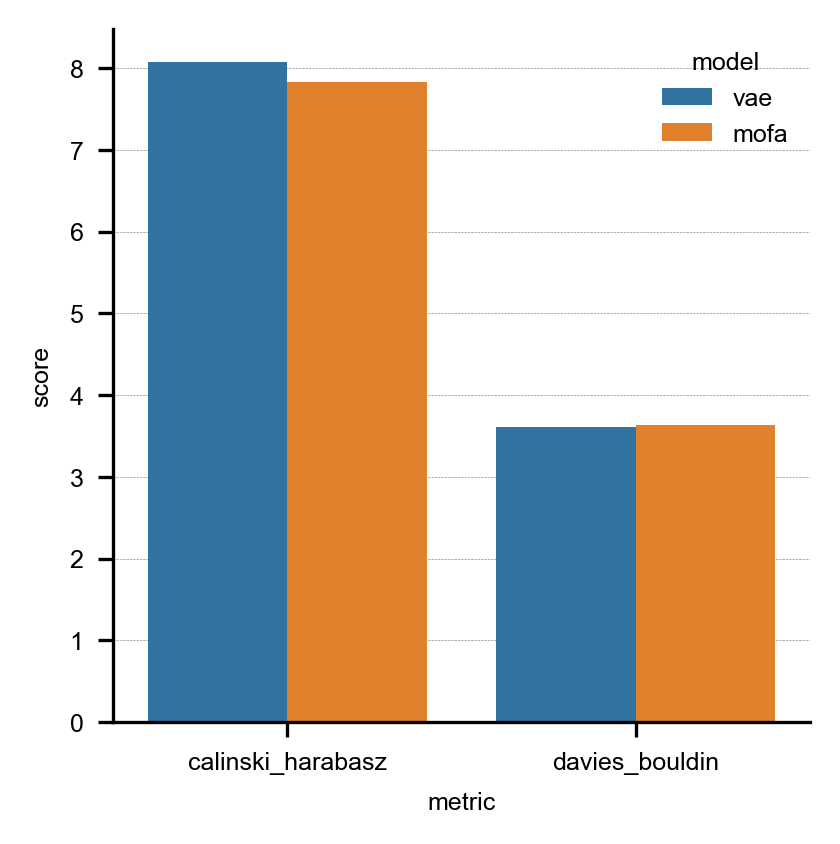 8
7
6
5
4
3
2
1
0
score
model
vae
mofa
calinski_harabasz
davies_bouldin
metric